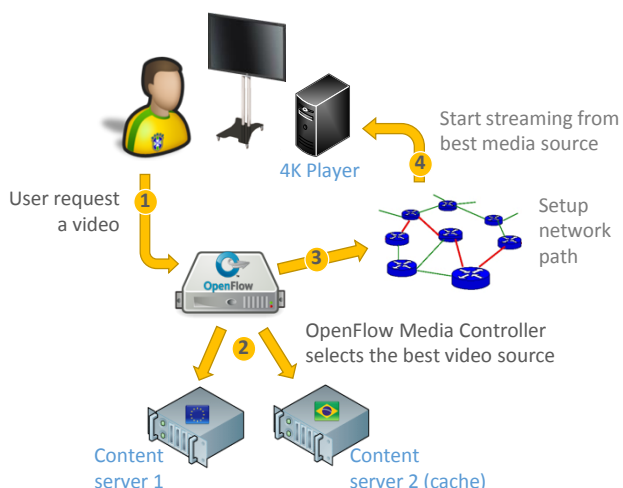 Start streaming from
best media source
4
4K Player
User request
a video
1
Setup
network
path
3
OpenFlow
OpenFlow Media Controller
selects the best video source
2
Content
server 1
Content
server 2 (cache)